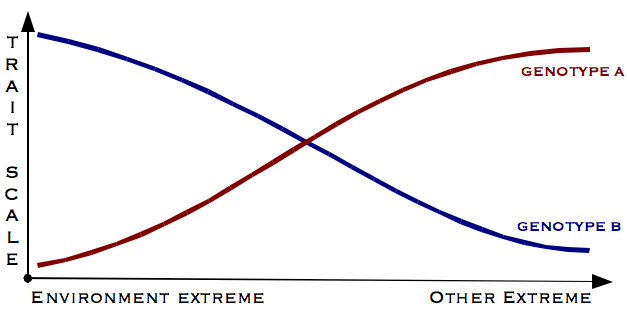 TRAIT SCALE
GENOTYPE A
GENOTYPE B
ENVIRONMENT EXTREME
OTHER EXTREME